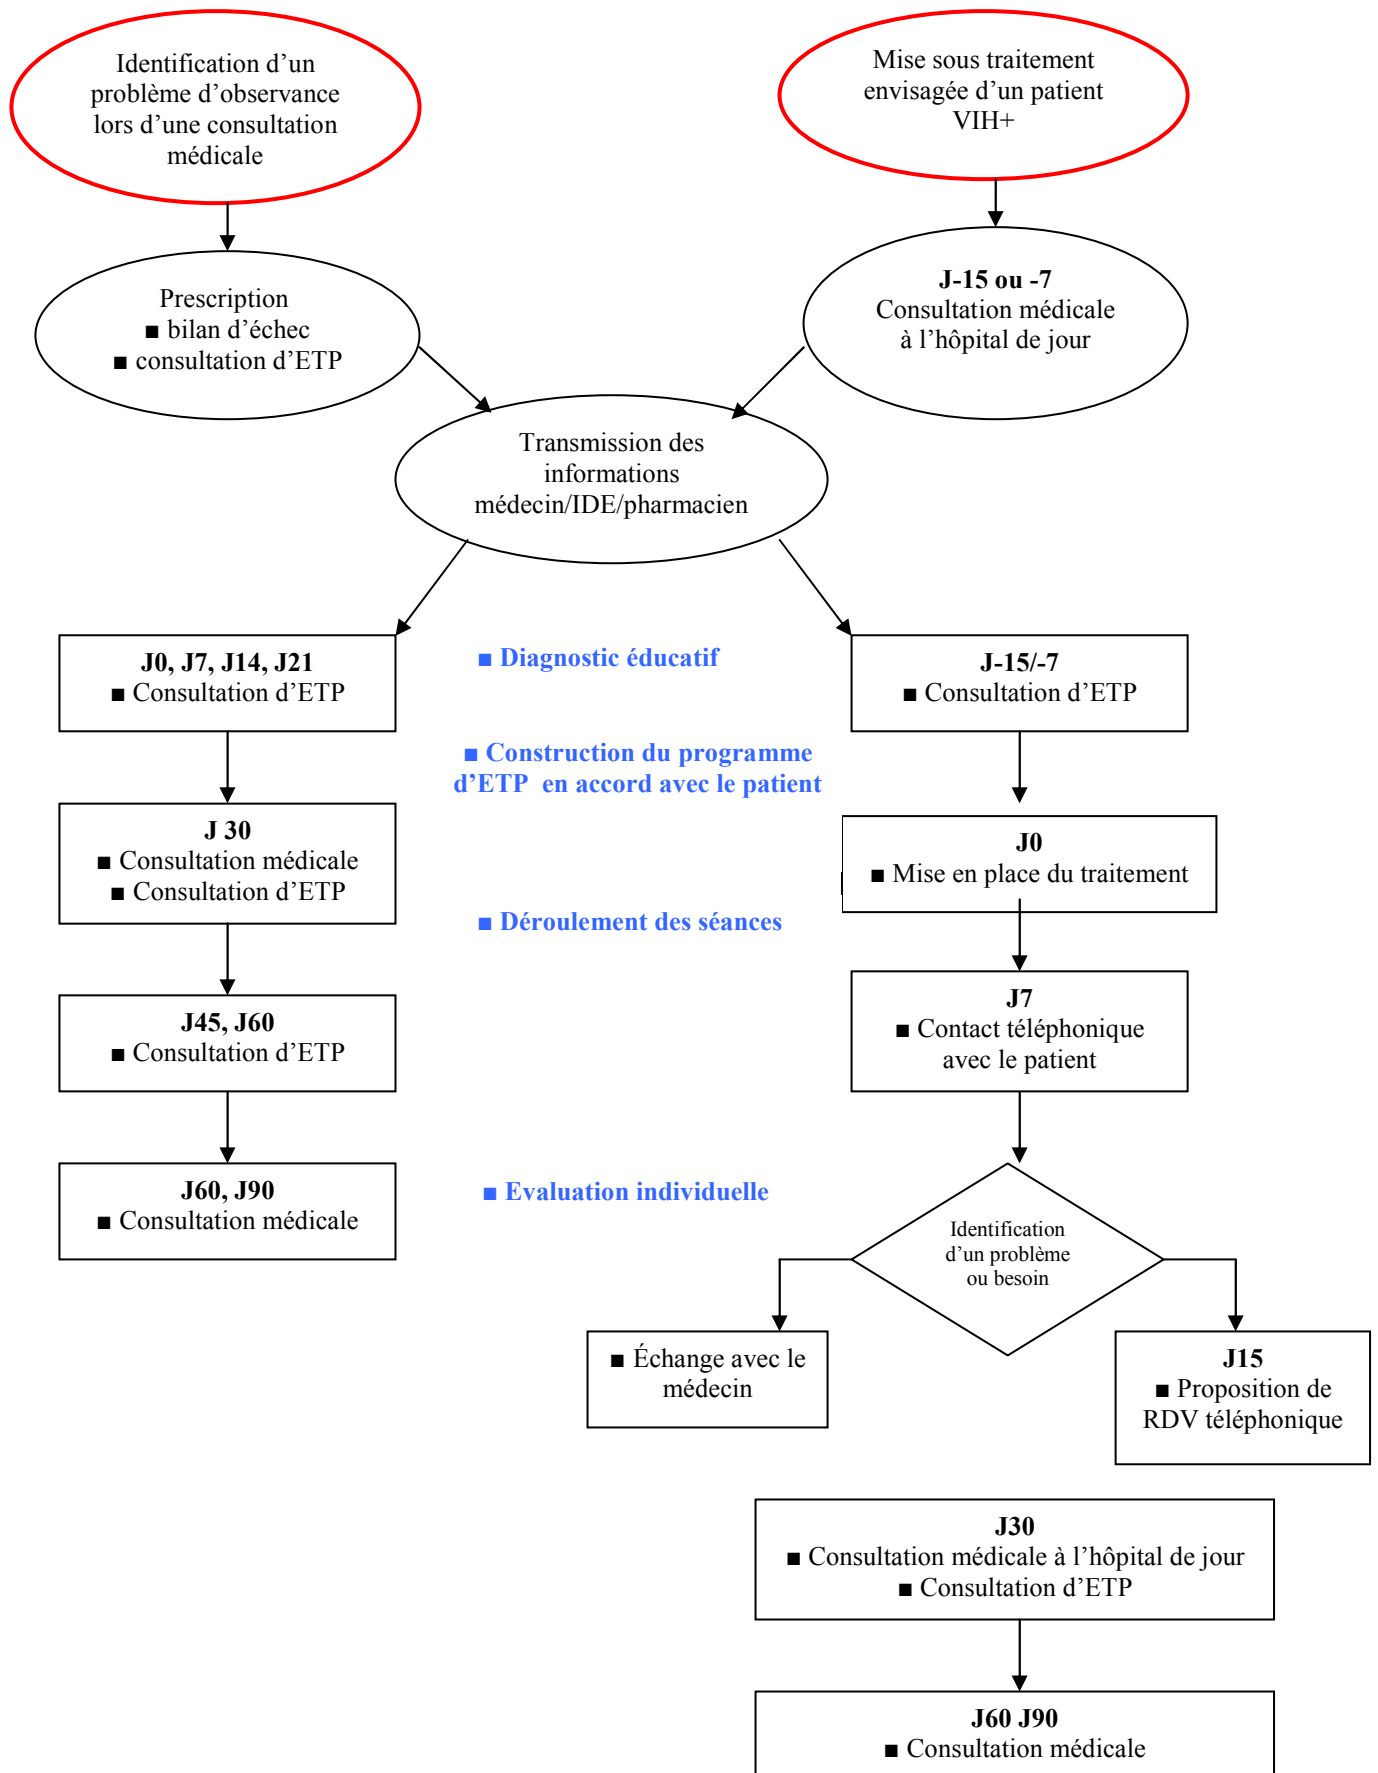 Identification d’un
problème d’observance
lors d’une consultation
médicale
Mise sous traitement
envisagée d’un patient
VIH+
Prescription
■ bilan d’échec
■ consultation d’ETP
J-15 ou -7
Consultation médicale
à l’hôpital de jour
Transmission des
informations
médecin/IDE/pharmacien
J0, J7, J14, J21
■ Consultation d’ETP
■ Diagnostic éducatif
J-15/-7
■ Consultation d’ETP
■ Construction du programme
d’ETP en accord avec le patient
J 30
■ Consultation médicale
■ Consultation d’ETP
J0
■ Mise en place du traitement
■ Déroulement des séances
J45, J60
■ Consultation d’ETP
J7
■ Contact téléphonique
avec le patient
J60, J90
■ Consultation médicale
■ Evaluation individuelle
Identification
d’un problème
ou besoin
■ Échange avec le
médecin
J15
■ Proposition de
RDV téléphonique
J30
■ Consultation médicale à l’hôpital de jour
■ Consultation d’ETP
J60 J90
■ Consultation médicale